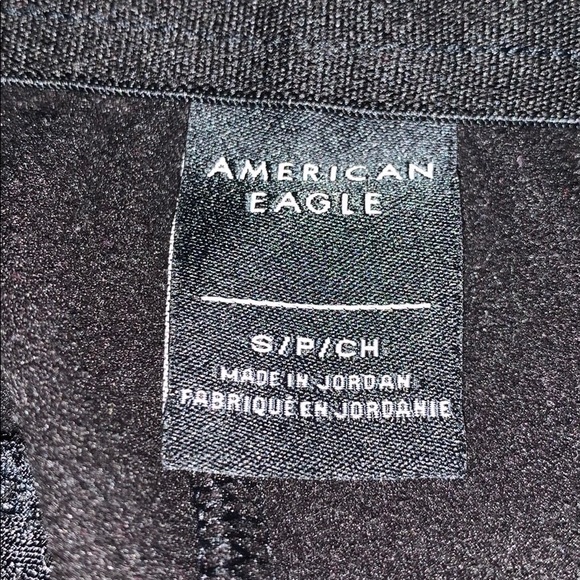 AMERICAN
EAGLE
S/P/CH
MADE IN JORDAN
FABRIQUE EN JORDANIE